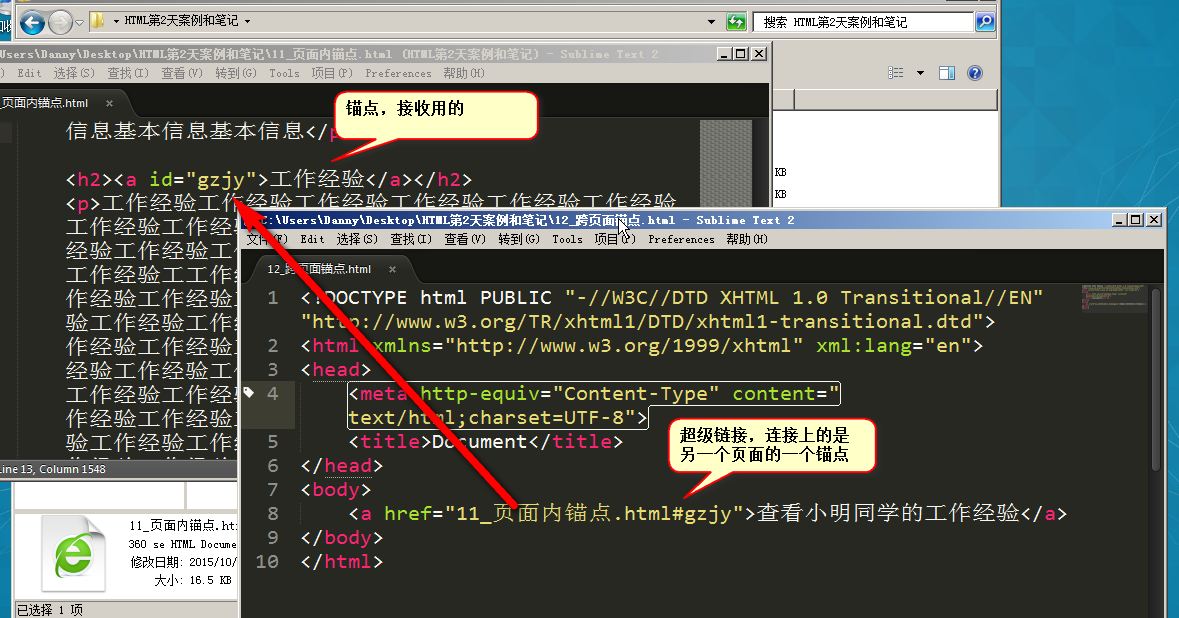 HTML第2天案例和笔记
搜索 HTML第2天案例和笔记
Users\Danny\Desktop\HTML第2天案例和笔记\11_页面内锚点.html (HTML第2天案例和笔记) - Sublime Text 2
Edit 选择(S) 查找(I) 查看(V) 转到(G) Tools 项目(P) Preferences 帮助(H)
_页面内锚点.html ×
锚点，接收用的
信息基本信息基本信息</p
<h2><a id="gzjy">工作经验</a></h2>
<p>工作经验工作经验工作经验工作经验工作经验工作经验
KB
KB
工作经验工作经验
经验工作经验工作
工作经验工工作经
作经验工作经验工
验工作经验工作经
作经验工作经验工
经验工作经验工作
工作经验工作经验
作经验工作经验工
验工作经验工作经
Line 13, Column 1548
C:\Users\Danny\Desktop\HTML第2天案例和笔记\12_跨页面锚点.html - Sublime Text 2
文件(F) Edit 选择(S) 查找(I) 查看(V) 转到(G) Tools 项目(P) Preferences 帮助(H)
12_跨页面锚点.html ×
1 <!DOCTYPE html PUBLIC "-//W3C//DTD XHTML 1.0 Transitional//EN"
"http://www.w3.org/TR/xhtml1/DTD/xhtml1-transitional.dtd">
2 <html xmlns="http://www.w3.org/1999/xhtml" xml:lang="en">
3 <head>
4 <meta http-equiv="Content-Type" content="
text/html;charset=UTF-8">
5 <title>Document</title>
6 </head>
7 <body>
8 <a href="11_页面内锚点.html#gzjy">查看小明同学的工作经验</a>
9 </body>
10 </html>
超级链接，连接上的是
另一个页面的一个锚点
11_页面内锚点.ht
360 se HTML Docume
修改日期: 2015/10/
大小: 16.5 KB
已选择 1 项